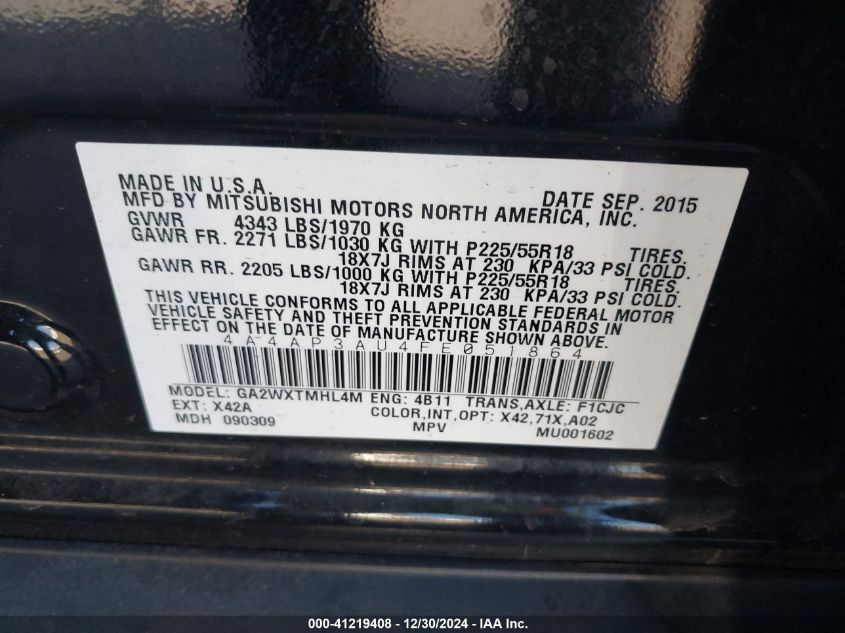 MADE IN U.S.A. DATE SEP. 2015
MFD BY MITSUBISHI MOTORS NORTH AMERICA, INC.
GVWR 4343 LBS/1970 KG
GAWR FR. 2271 LBS/1030 KG WITH P225/55R18 TIRES.
18X7J RIMS AT 230 KPA/33 PSI COLD.
GAWR RR. 2205 LBS/1000 KG WITH P225/55R18 TIRES.
18X7J RIMS AT 230 KPA/33 PSI COLD.
THIS VEHICLE CONFORMS TO ALL APPLICABLE FEDERAL MOTOR
VEHICLE SAFETY AND THEFT PREVENTION STANDARDS IN
EFFECT ON THE DATE OF MANUFACTURE SHOWN ABOVE.
4A4AP3AU4FE051864
MODEL: GA2WXTMHL4M ENG: 4B11 TRANS,AXLE: F1CJC
EXT: X42A COLOR,INT,OPT: X42,71X,A02
MDH 090309 MPV MU001602
000-41219408 - 12/30/2024 - IAA Inc.